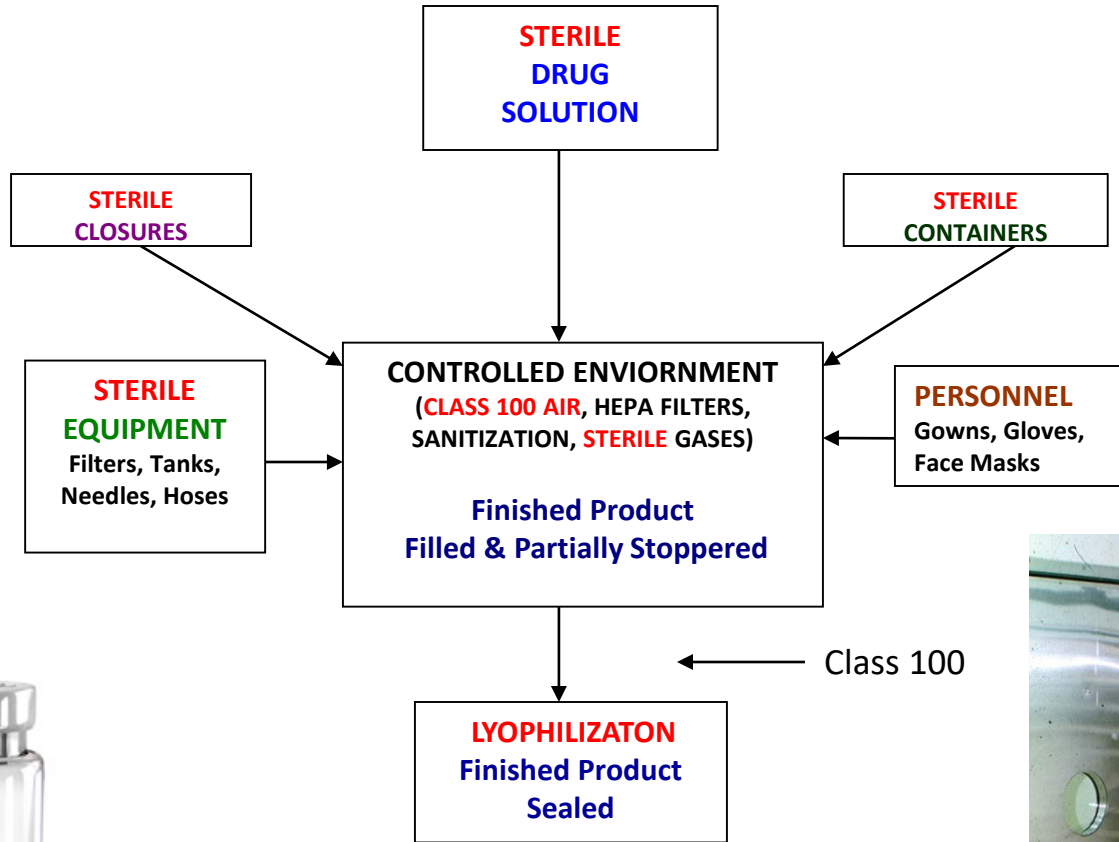 STERILE
DRUG
SOLUTION
STERILE
CLOSURES
STERILE
CONTAINERS
STERILE
EQUIPMENT
Filters, Tanks,
Needles, Hoses
CONTROLLED ENVIORNMENT
(CLASS 100 AIR, HEPA FILTERS,
SANITIZATION, STERILE GASES)
Finished Product
Filled & Partially Stoppered
PERSONNEL
Gowns, Gloves,
Face Masks
Class 100
LYOPHILIZATON
Finished Product
Sealed